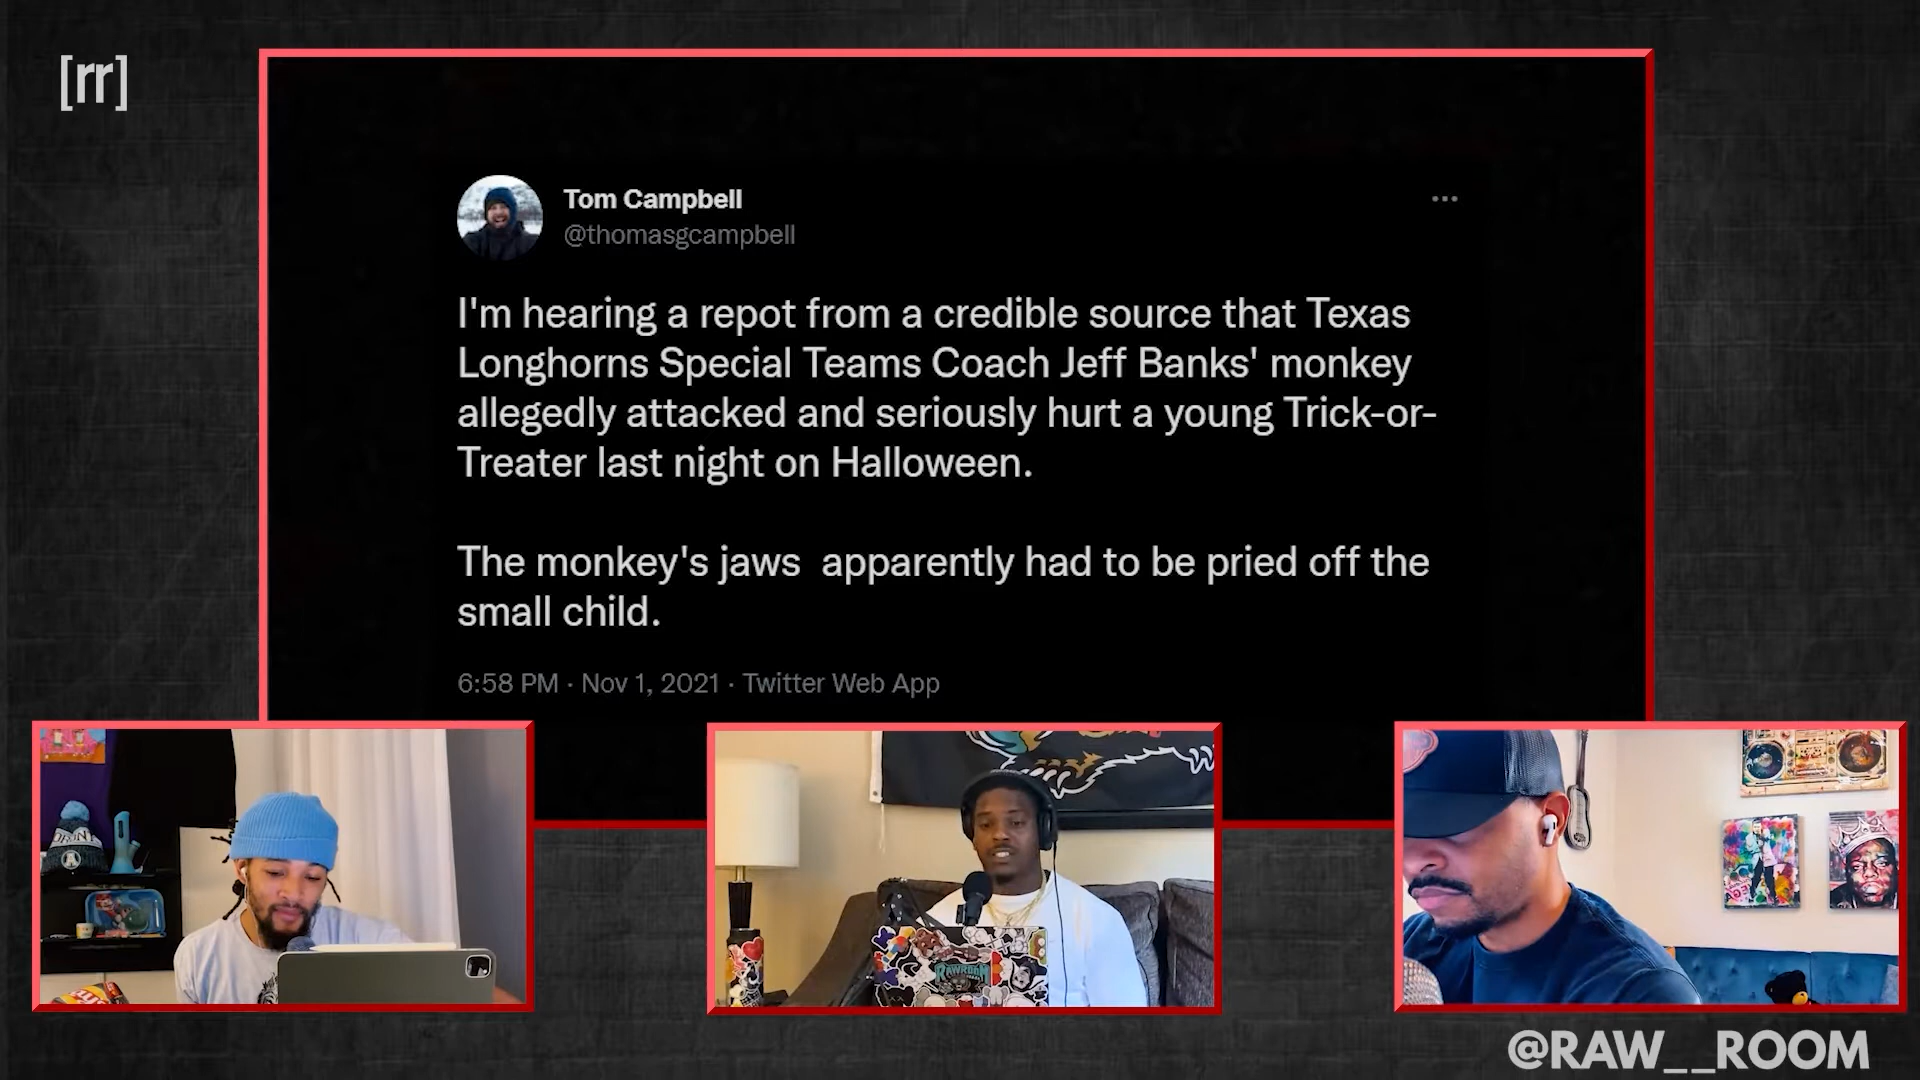 [rr]
Tom Campbell
@thomasgcampbell
I'm hearing a repot from a credible source that Texas
Longhorns Special Teams Coach Jeff Banks' monkey
allegedly attacked and seriously hurt a young Trick-or-
Treater last night on Halloween.
The monkey's jaws  apparently had to be pried off the
small child.
6:58 PM · Nov 1, 2021 · Twitter Web App
RAWROOM
@RAW__ROOM